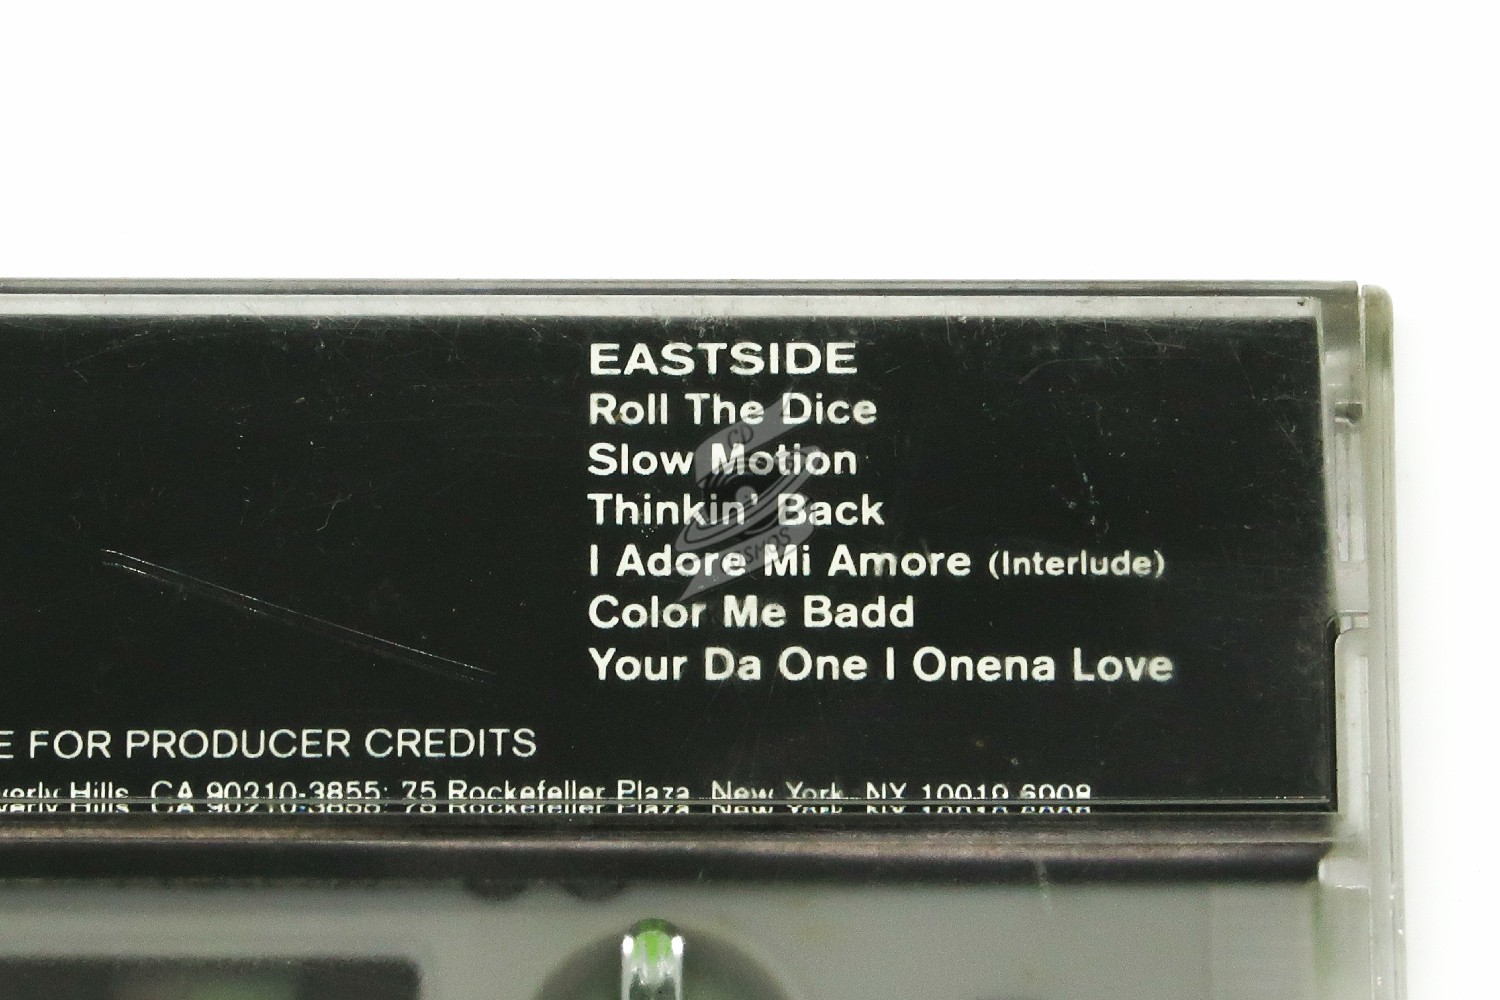 EASTSIDE
Roll The Dice
Slow Motion
Thinkin' Back
I Adore Mi Amore (Interlude)
Color Me Badd
Your Da One I Onena Love
FOR PRODUCER CREDITS
Hills, CA 90210-3855; 75 Rockefeller Plaza, New York, NY 10019-6908
CD